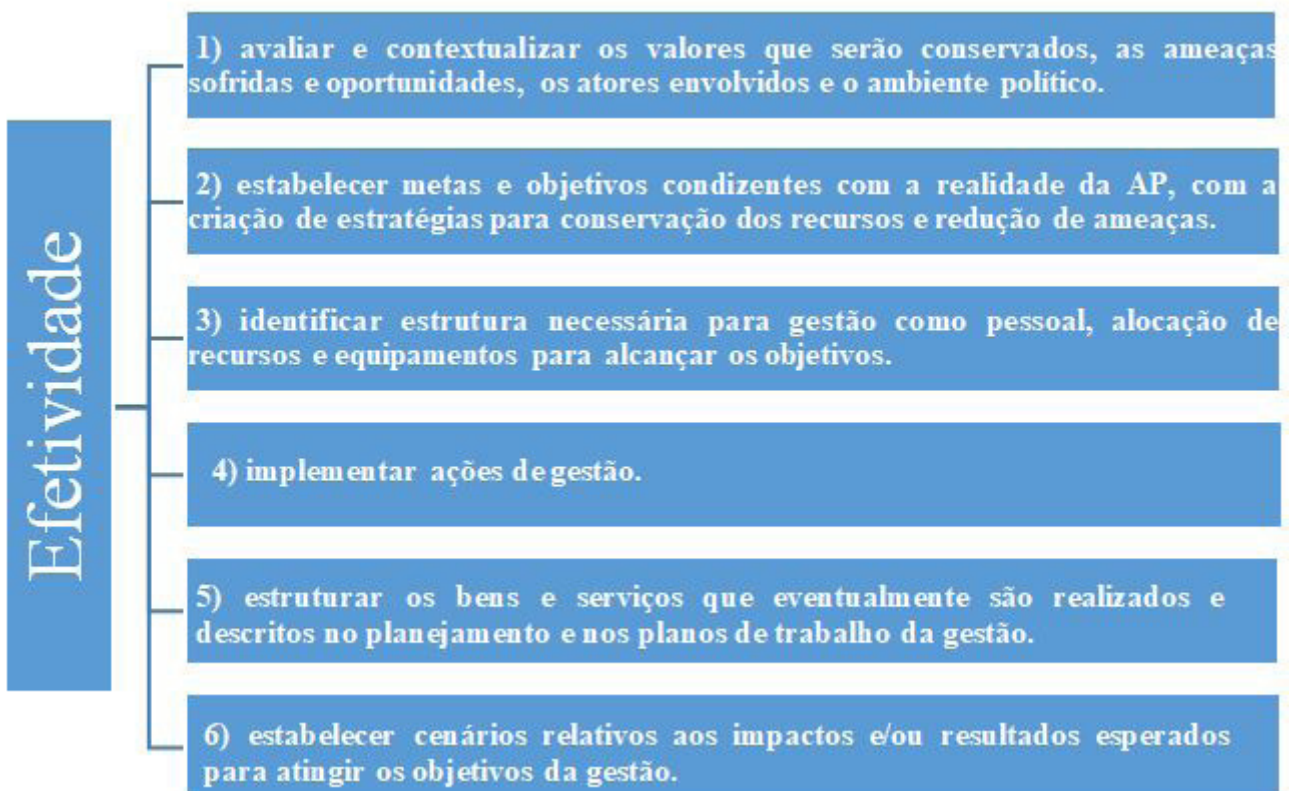 Efetividade
1) avaliar e contextualizar os valores que serão conservados, as ameaças
sofridas e oportunidades, os atores envolvidos e o ambiente político.
2) estabelecer metas e objetivos condizentes com a realidade da AP, com a
criação de estratégias para conservação dos recursos e redução de ameaças.
3) identificar estrutura necessária para gestão como pessoal, alocação de
recursos e equipamentos para alcançar os objetivos.
4) implementar ações de gestão.
5) estruturar os bens e serviços que eventualmente são realizados e
descritos no planejamento e nos planos de trabalho da gestão.
6) estabelecer cenários relativos aos impactos e/ou resultados esperados
para atingir os objetivos da gestão.